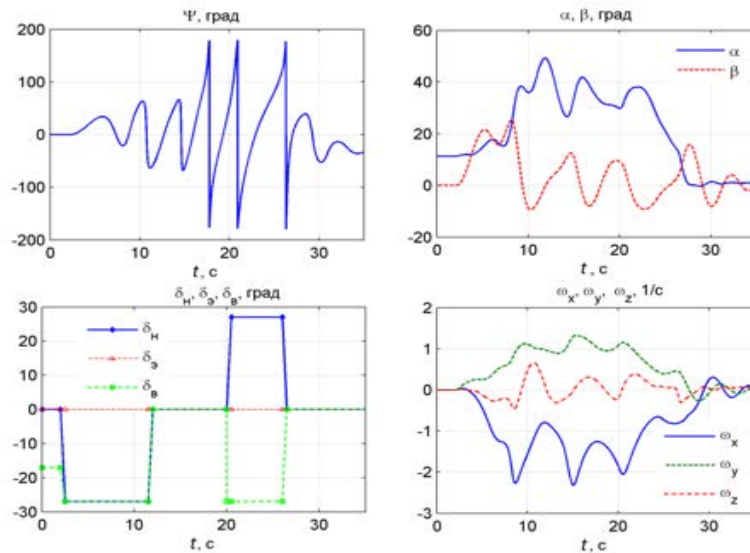 Ψ, град
200
100
0
-100
-200
0
10
20
30
t, с
α, β, град
60
40
20
0
-20
0
10
20
30
t, с
α
β
δн, δэ, δв, град
30
20
10
0
-10
-20
-30
0
10
20
30
t, с
δн
δэ
δв
ωx, ωy, ωz, 1/с
2
1
0
-1
-2
-3
0
10
20
30
t, с
ωx
ωy
ωz